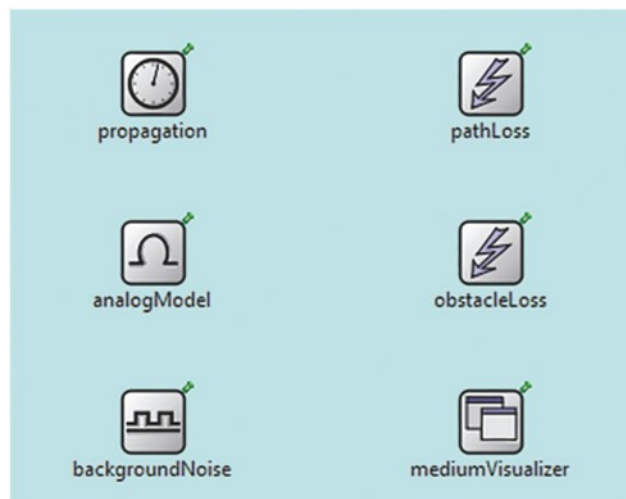 propagation
pathLoss
analogModel
obstacleLoss
backgroundNoise
mediumVisualizer